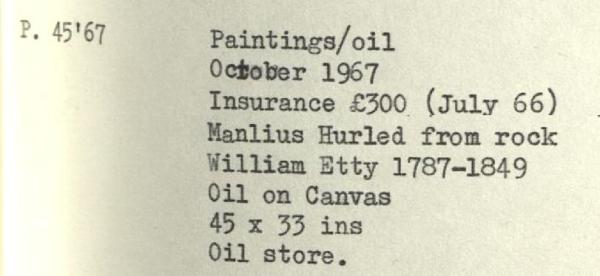 P. 45'67
Paintings/oil
October 1967
Insurance £300 (July 66)
Manlius Hurled from rock
William Etty 1787-1849
Oil on Canvas
45 x 33 ins
Oil store.